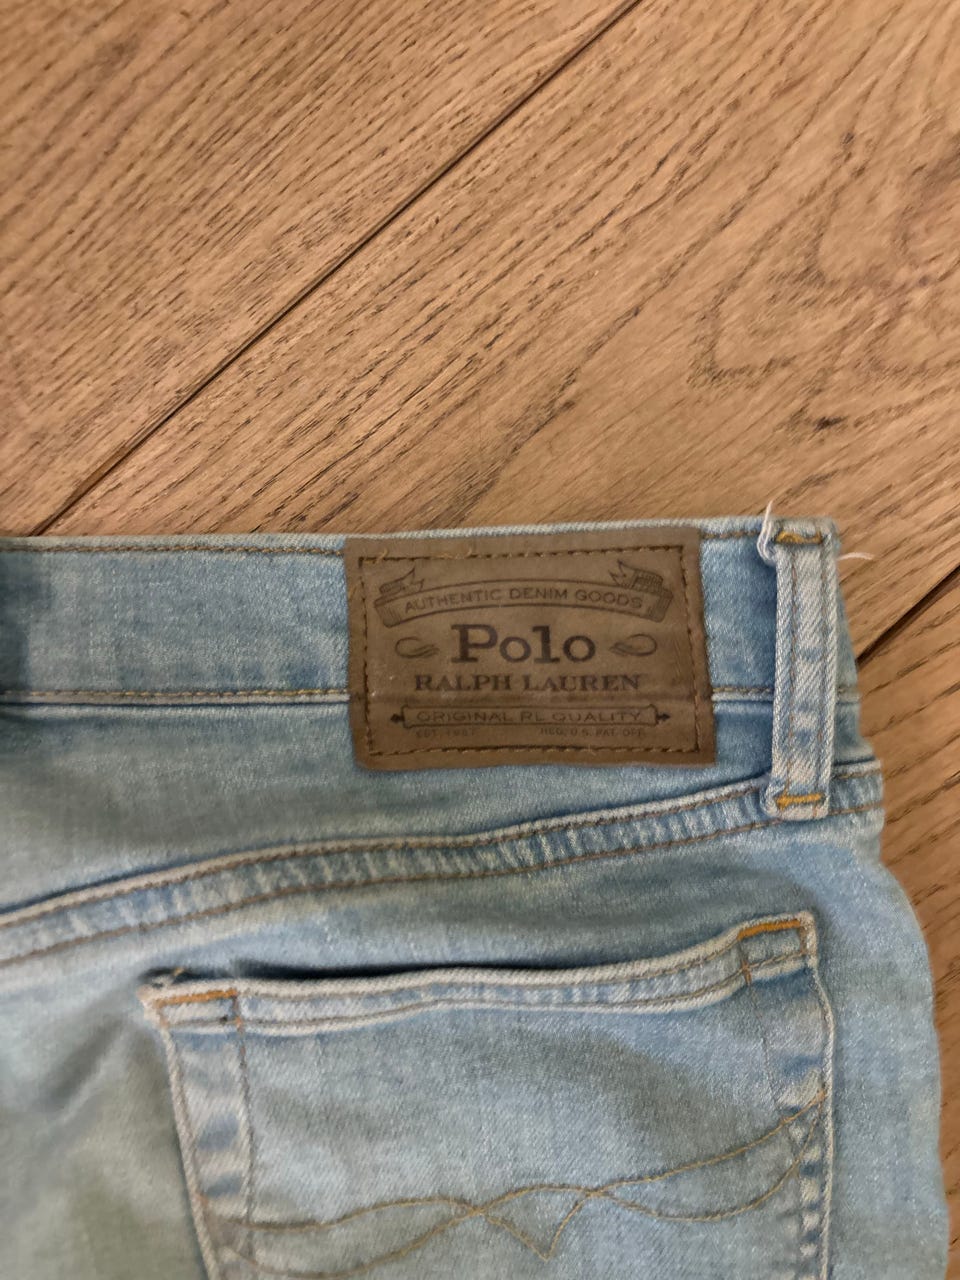 AUTHENTIC DENIM GOODS
Polo
RALPH LAUREN
ORIGINAL RL QUALITY
EST. 1967 REG. U.S. PAT. OFF.